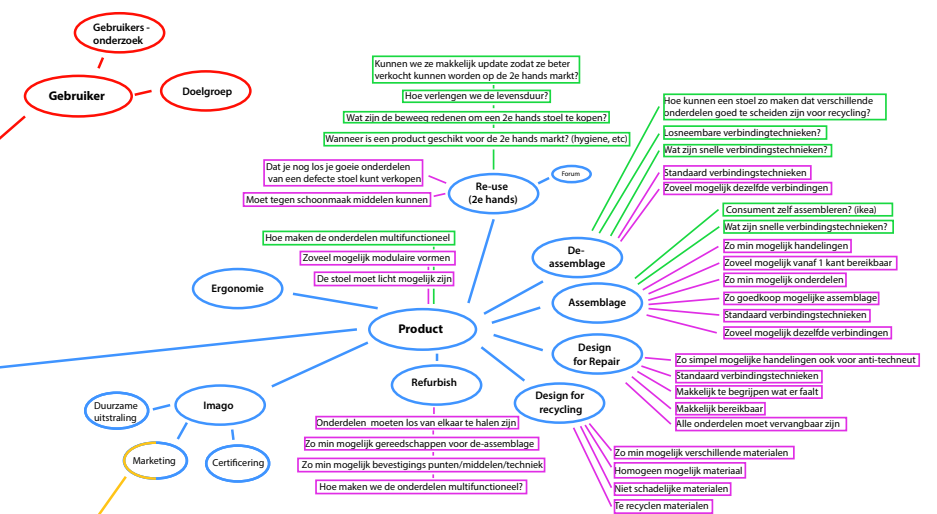 Gebruikers -
onderzoek
Gebruiker
Doelgroep
Kunnen we ze makkelijk update zodat ze beter
verkocht kunnen worden op de 2e hands markt?
Hoe verlengen we de levensduur?
Wat zijn de beweeg redenen om een 2e hands stoel te kopen?
Wanneer is een product geschikt voor de 2e hands markt? (hygiene, etc)
Dat je nog los je goeie onderdelen
van een defecte stoel kunt verkopen
Moet tegen schoonmaak middelen kunnen
Re-use
(2e hands)
Forum
Hoe kunnen een stoel zo maken dat verschillende
onderdelen goed te scheiden zijn voor recycling?
Losneembare verbindingtechnieken?
Wat zijn snelle verbindingstechnieken?
Standaard verbindingstechnieken
Zoveel mogelijk dezelfde verbindingen
De-
assemblage
Consument zelf assembleren? (ikea)
Wat zijn snelle verbindingstechnieken?
Zo min mogelijk handelingen
Zoveel mogelijk vanaf 1 kant bereikbaar
Zo min mogelijk onderdelen
Zo goedkoop mogelijke assemblage
Standaard verbindingstechnieken
Zoveel mogelijk dezelfde verbindingen
Assemblage
Hoe maken de onderdelen multifunctioneel
Zoveel mogelijk modulaire vormen
De stoel moet licht mogelijk zijn
Ergonomie
Product
Design
for Repair
Zo simpel mogelijke handelingen ook voor anti-techneut
Standaard verbindingstechnieken
Makkelijk te begrijpen wat er faalt
Makkelijk bereikbaar
Alle onderdelen moet vervangbaar zijn
Refurbish
Onderdelen moeten los van elkaar te halen zijn
Zo min mogelijk gereedschappen voor de-assemblage
Zo min mogelijk bevestigings punten/middelen/techniek
Hoe maken we de onderdelen multifunctioneel?
Design for
recycling
Zo min mogelijk verschillende materialen
Homogeen mogelijk materiaal
Niet schadelijke materialen
Te recyclen materialen
Imago
Duurzame
uitstraling
Marketing
Certificering